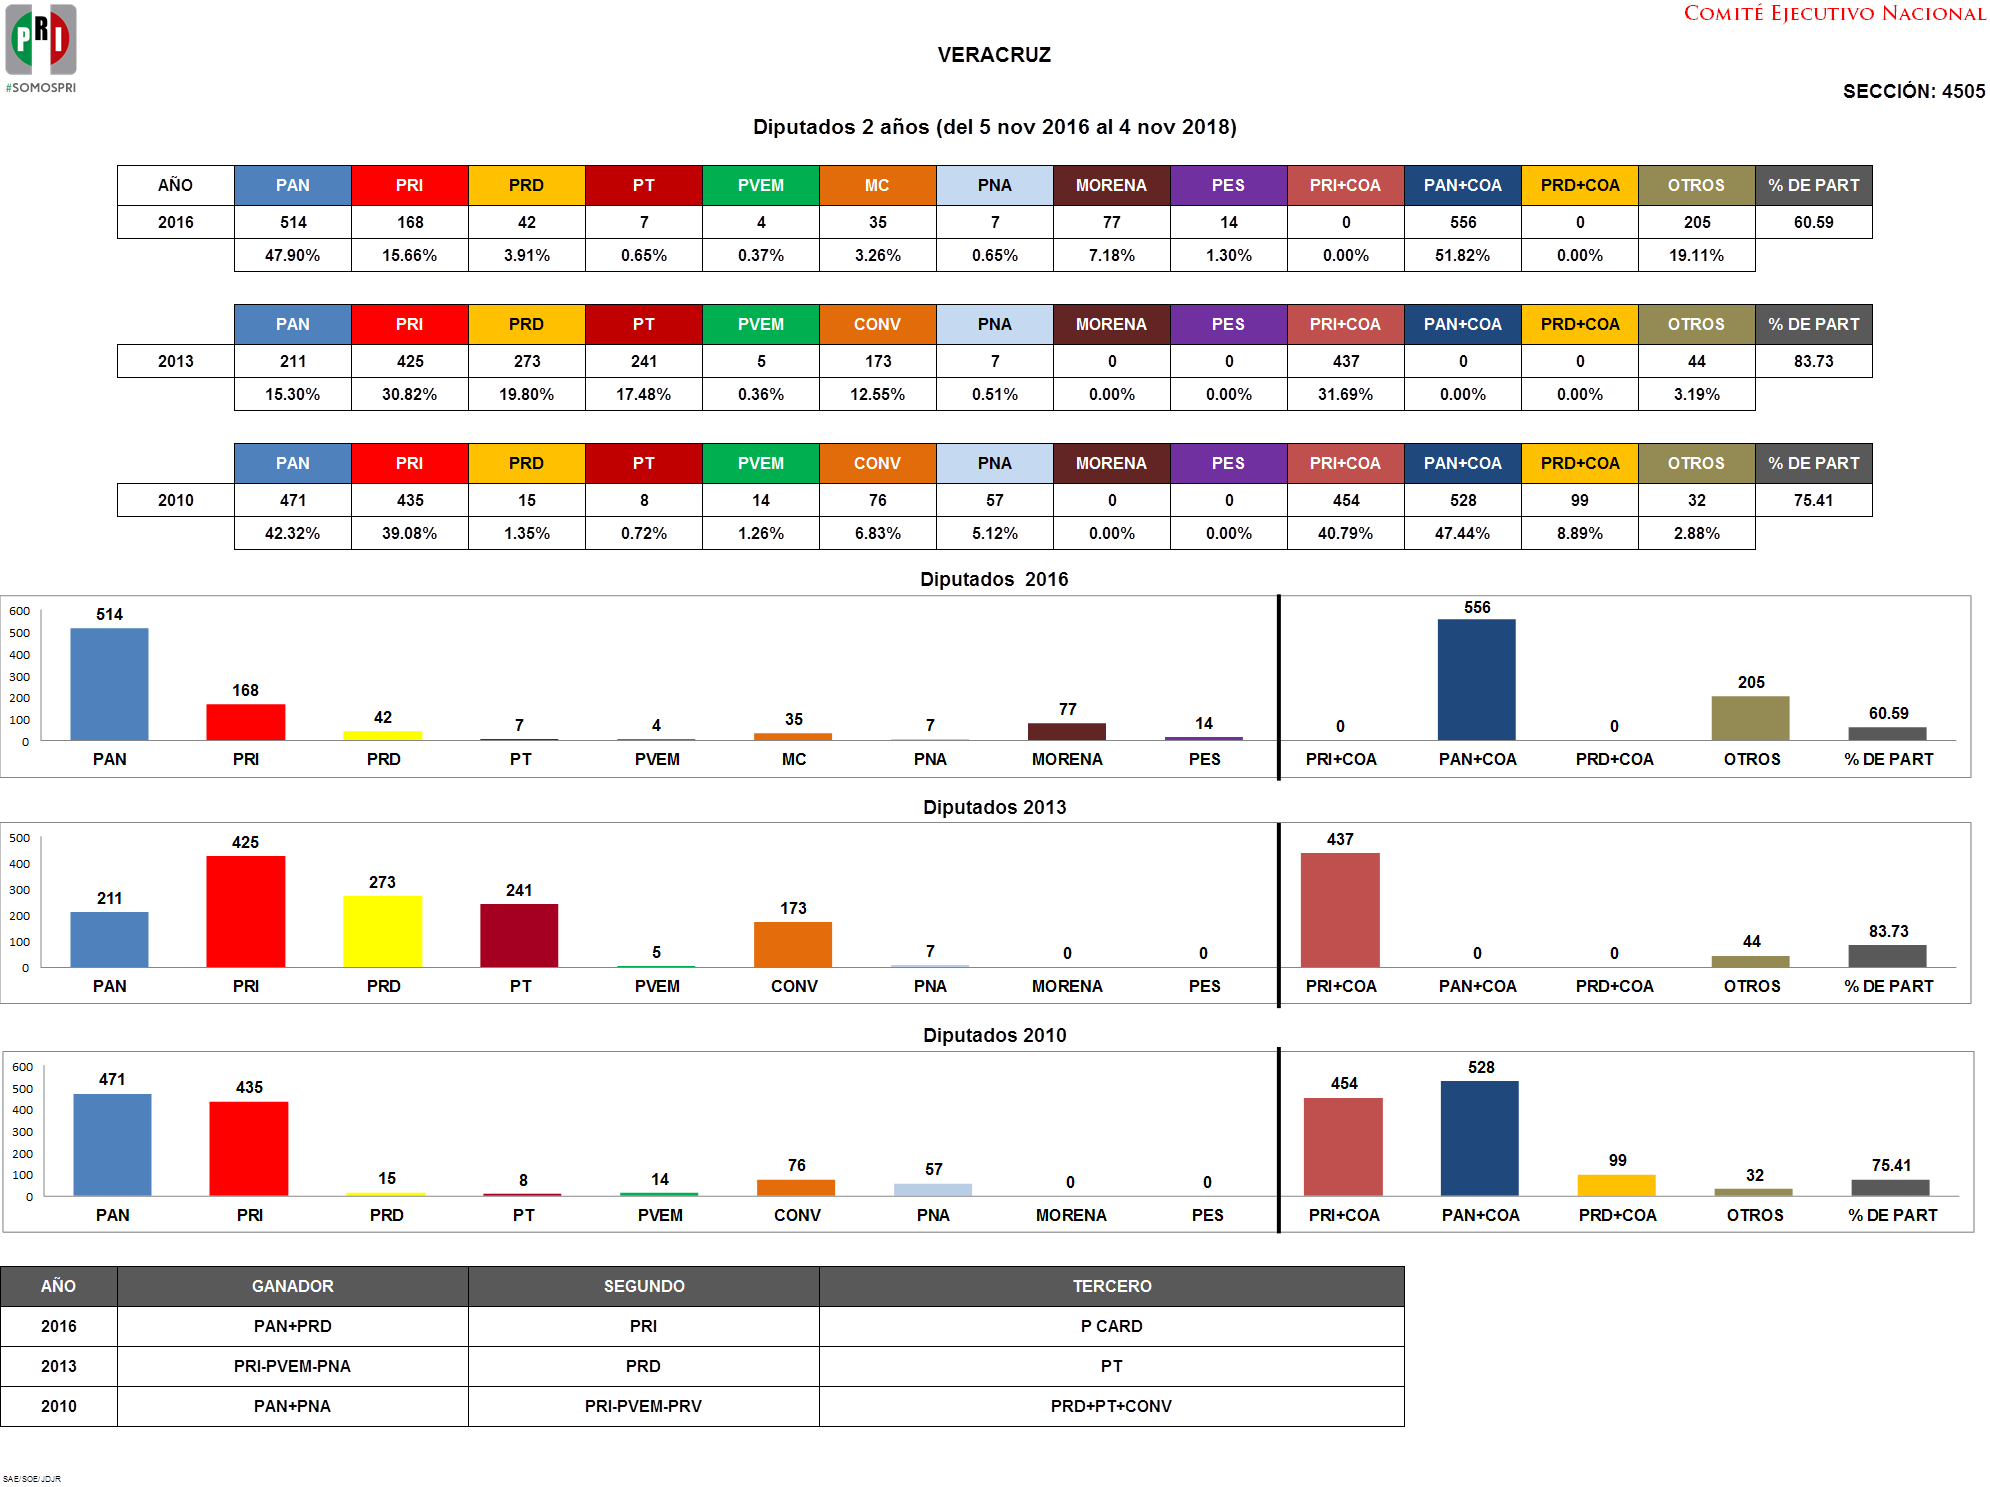 PRI
#SOMOSPRI
COMITÉ EJECUTIVO NACIONAL
VERACRUZ
SECCIÓN: 4505
Diputados 2 años (del 5 nov 2016 al 4 nov 2018)
AÑO PAN PRI PRD PT PVEM MC PNA MORENA PES PRI+COA PAN+COA PRD+COA OTROS % DE PART
2016 514 168 42 7 4 35 7 77 14 0 556 0 205 60.59
47.90% 15.66% 3.91% 0.65% 0.37% 3.26% 0.65% 7.18% 1.30% 0.00% 51.82% 0.00% 19.11%
PAN PRI PRD PT PVEM CONV PNA MORENA PES PRI+COA PAN+COA PRD+COA OTROS % DE PART
2013 211 425 273 241 5 173 7 0 0 437 0 0 44 83.73
15.30% 30.82% 19.80% 17.48% 0.36% 12.55% 0.51% 0.00% 0.00% 31.69% 0.00% 0.00% 3.19%
PAN PRI PRD PT PVEM CONV PNA MORENA PES PRI+COA PAN+COA PRD+COA OTROS % DE PART
2010 471 435 15 8 14 76 57 0 0 454 528 99 32 75.41
42.32% 39.08% 1.35% 0.72% 1.26% 6.83% 5.12% 0.00% 0.00% 40.79% 47.44% 8.89% 2.88%
Diputados 2016
600
500
400
300
200
100
0
514 168 42 7 4 35 7 77 14 0 556 0 205 60.59
PAN PRI PRD PT PVEM MC PNA MORENA PES PRI+COA PAN+COA PRD+COA OTROS % DE PART
Diputados 2013
500
400
300
200
100
0
211 425 273 241 5 173 7 0 0 437 0 0 44 83.73
PAN PRI PRD PT PVEM CONV PNA MORENA PES PRI+COA PAN+COA PRD+COA OTROS % DE PART
Diputados 2010
600
500
400
300
200
100
0
471 435 15 8 14 76 57 0 0 454 528 99 32 75.41
PAN PRI PRD PT PVEM CONV PNA MORENA PES PRI+COA PAN+COA PRD+COA OTROS % DE PART
AÑO GANADOR SEGUNDO TERCERO
2016 PAN+PRD PRI P CARD
2013 PRI-PVEM-PNA PRD PT
2010 PAN+PNA PRI-PVEM-PRV PRD+PT+CONV
SAE/SOE/JDJR